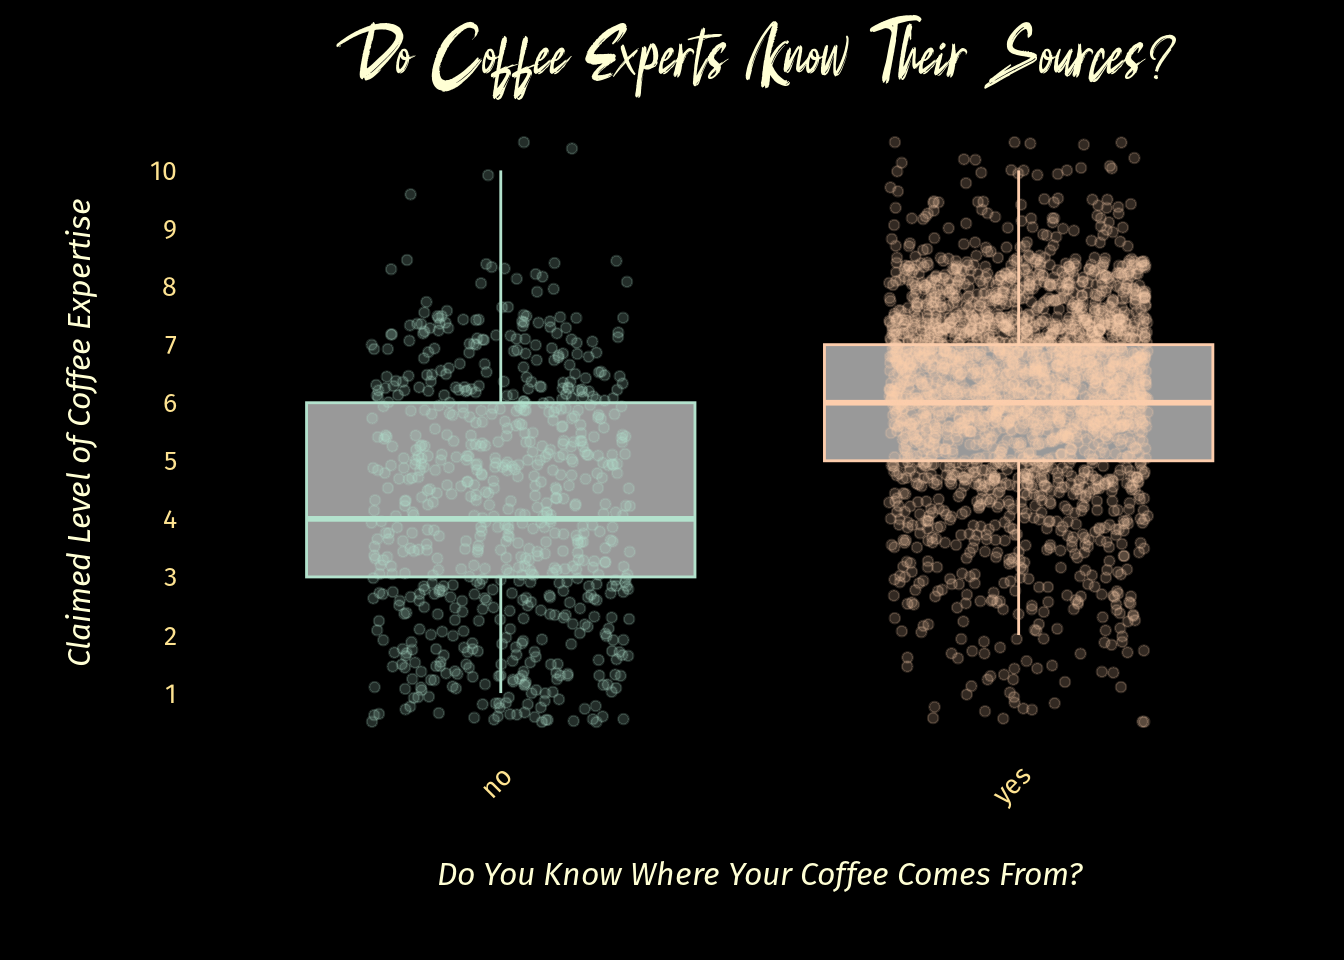 Do Coffee Experts Know Their Sources?
Claimed Level of Coffee Expertise
10
9
8
7
6
5
4
3
2
1
no
yes
Do You Know Where Your Coffee Comes From?